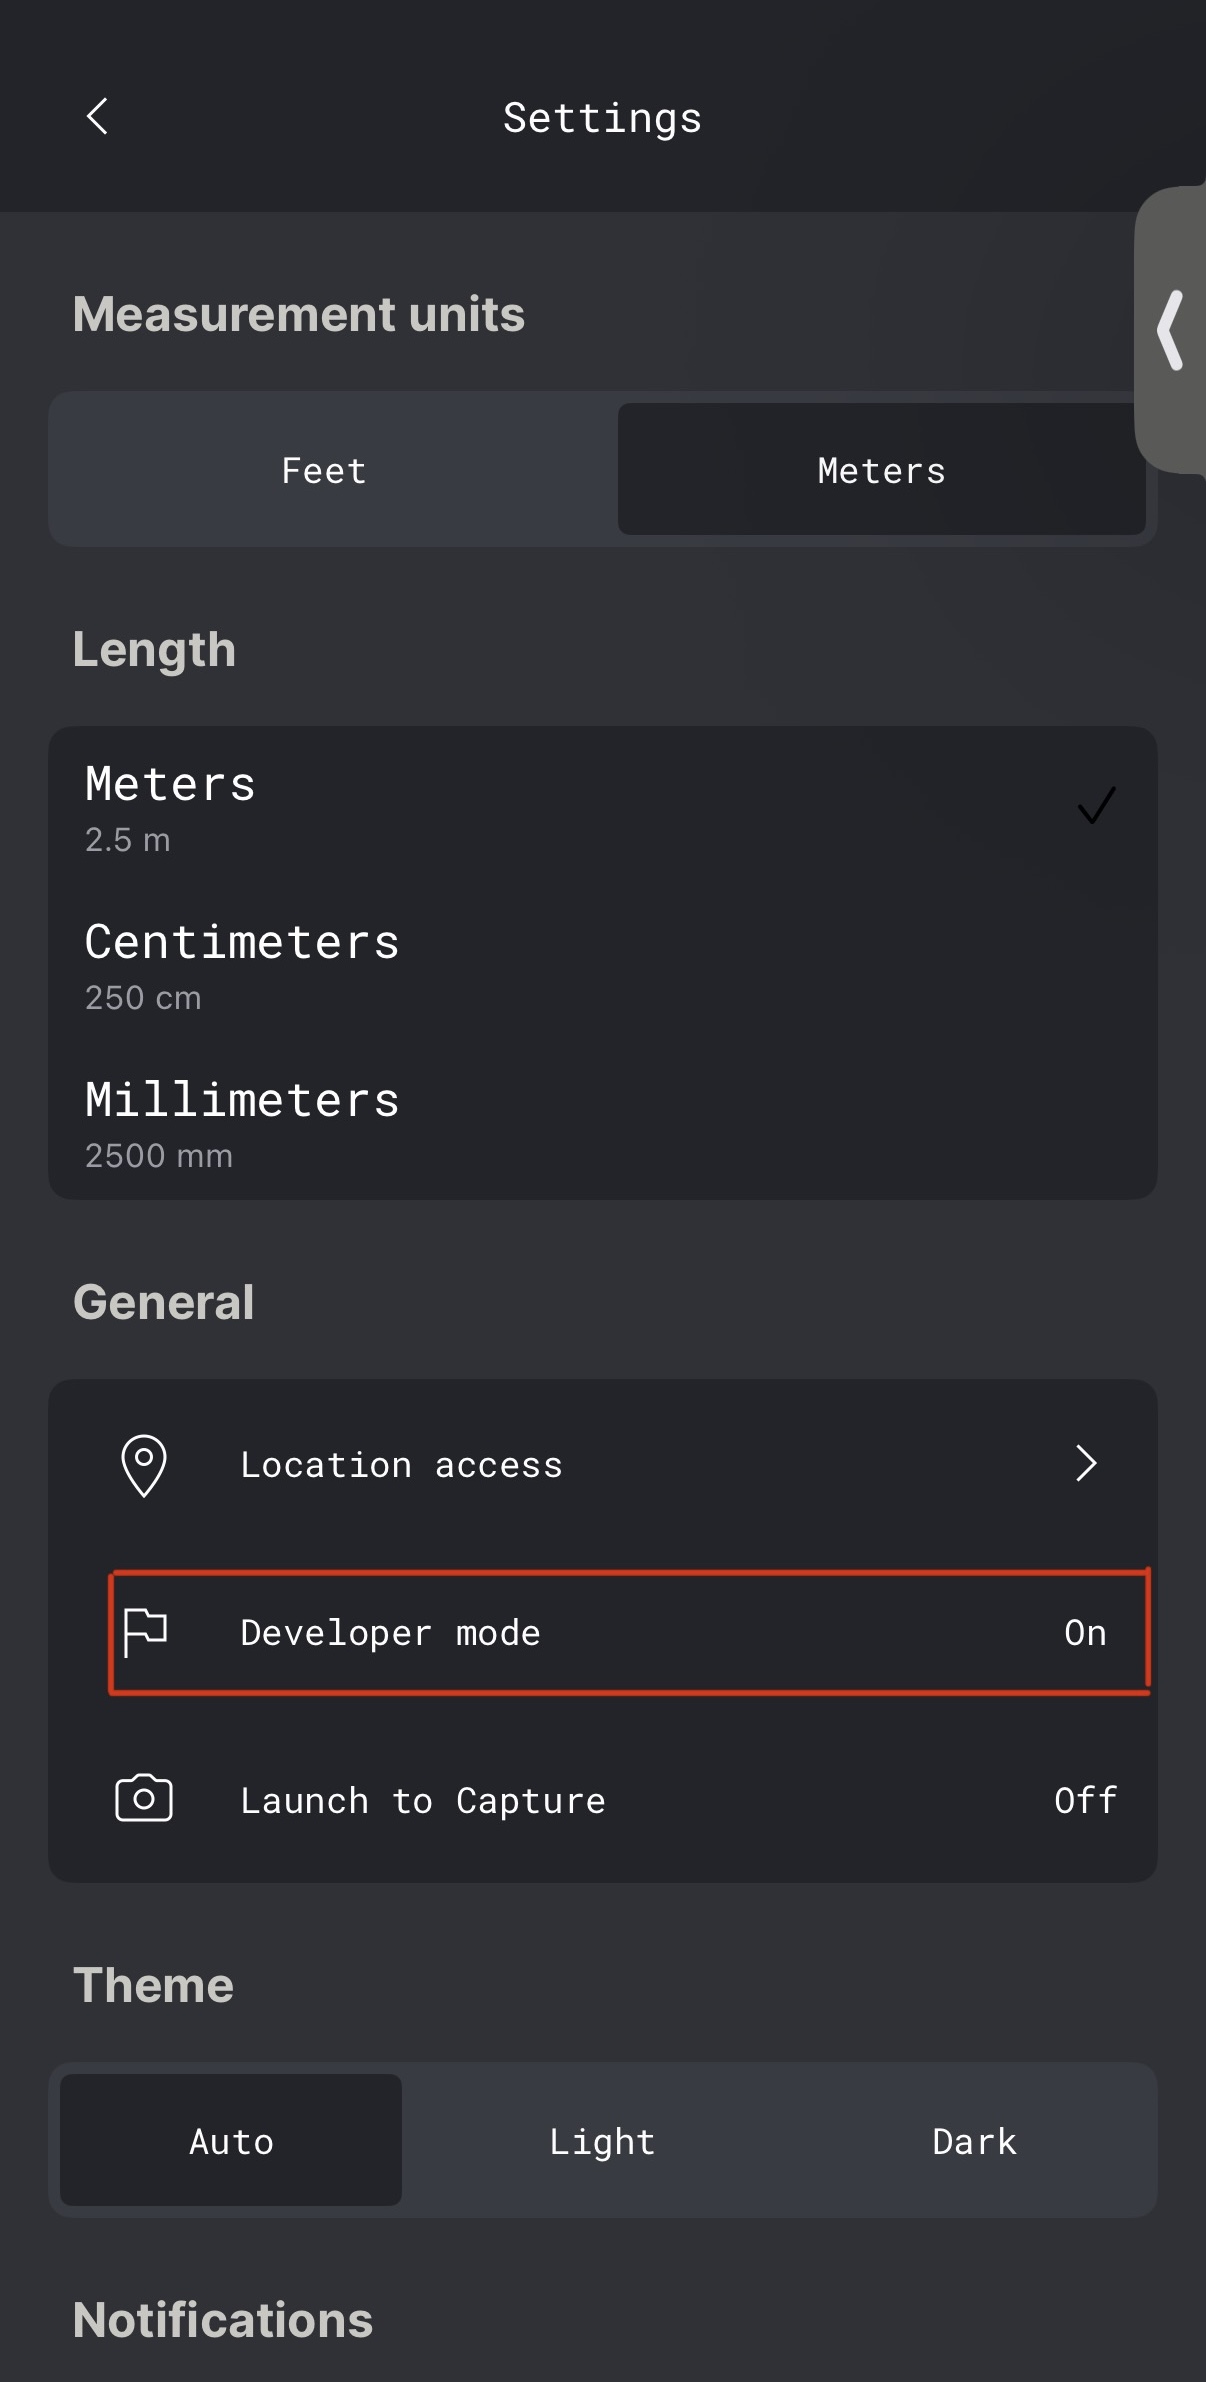 Settings
Measurement units
Feet Meters
Length
Meters
2.5 m
Centimeters
250 cm
Millimeters
2500 mm
General
Location access
Developer mode On
Launch to Capture Off
Theme
Auto Light Dark
Notifications